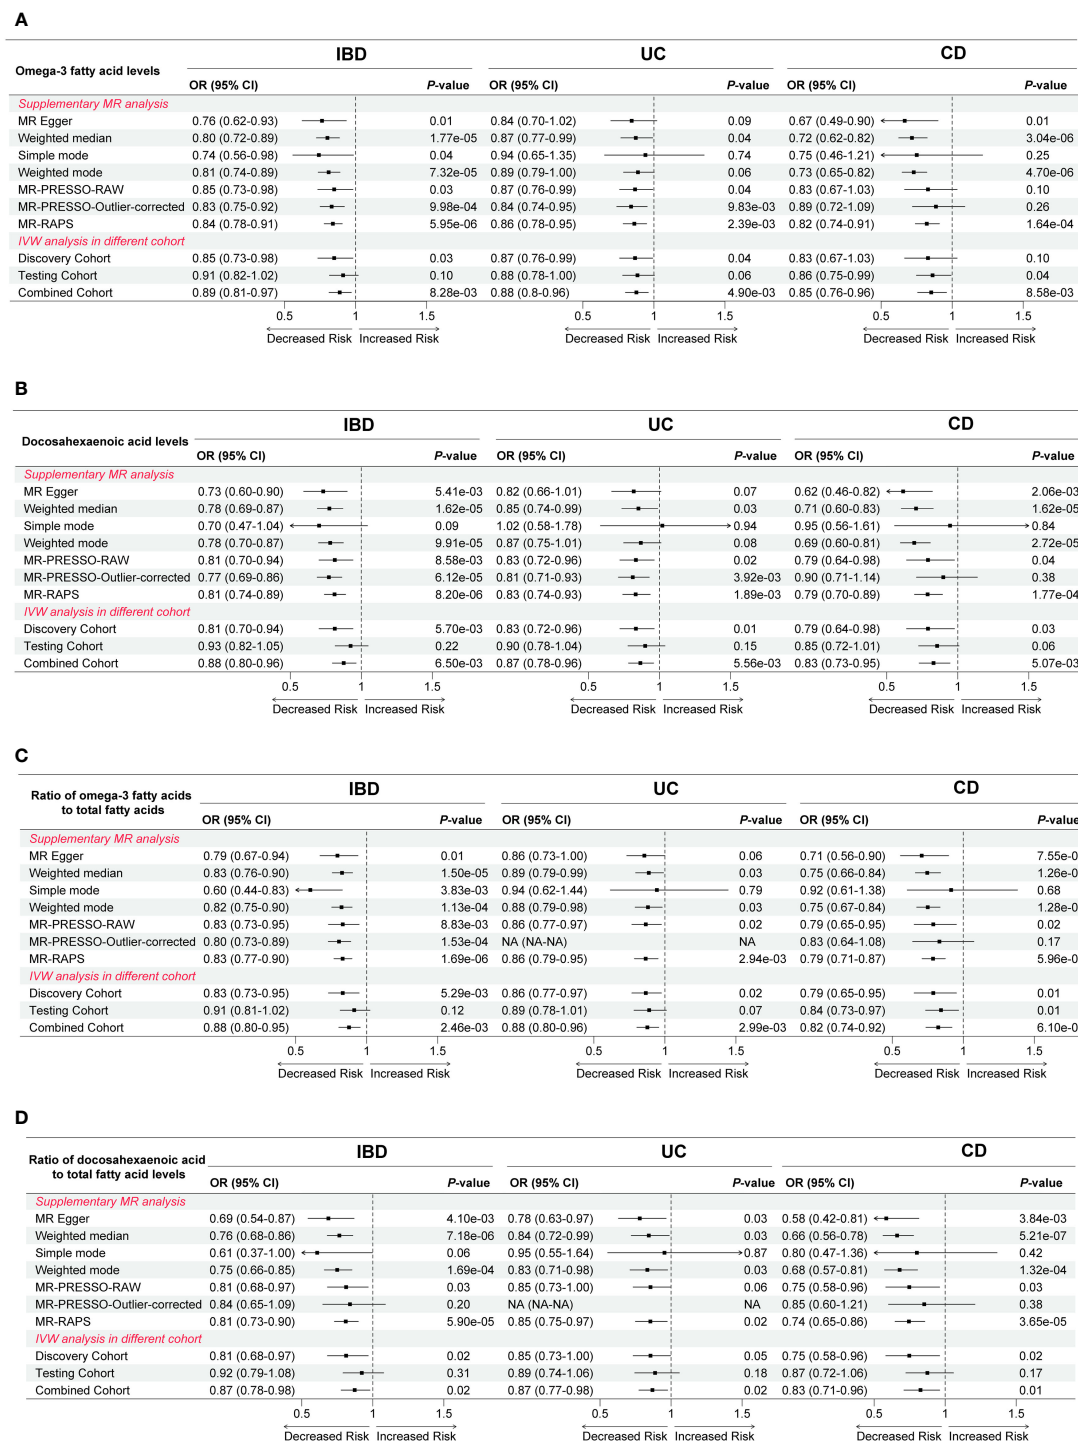 A
IBD UC CD
Omega-3 fatty acid levels
OR (95% CI) P-value OR (95% CI) P-value OR (95% CI) P-value
Supplementary MR analysis
MR Egger 0.76 (0.62-0.93) 0.01 0.84 (0.70-1.02) 0.09 0.67 (0.49-0.90) 0.01
Weighted median 0.80 (0.72-0.89) 1.77e-05 0.87 (0.77-0.99) 0.04 0.72 (0.62-0.82) 3.04e-06
Simple mode 0.74 (0.56-0.98) 0.04 0.94 (0.65-1.35) 0.74 0.75 (0.46-1.21) 0.25
Weighted mode 0.81 (0.74-0.89) 7.32e-05 0.89 (0.79-1.00) 0.06 0.73 (0.65-0.82) 4.70e-06
MR-PRESSO-RAW 0.85 (0.73-0.98) 0.03 0.87 (0.76-0.99) 0.04 0.83 (0.67-1.03) 0.10
MR-PRESSO-Outlier-corrected 0.83 (0.75-0.92) 9.98e-04 0.84 (0.74-0.95) 9.83e-03 0.89 (0.72-1.09) 0.26
MR-RAPS 0.84 (0.78-0.91) 5.95e-06 0.86 (0.78-0.95) 2.39e-03 0.82 (0.74-0.91) 1.64e-04
IVW analysis in different cohort
Discovery Cohort 0.85 (0.73-0.98) 0.03 0.87 (0.76-0.99) 0.04 0.83 (0.67-1.03) 0.10
Testing Cohort 0.91 (0.82-1.02) 0.10 0.88 (0.78-1.00) 0.06 0.86 (0.75-0.99) 0.04
Combined Cohort 0.89 (0.81-0.97) 8.28e-03 0.88 (0.8-0.96) 4.90e-03 0.85 (0.76-0.96) 8.58e-03
0.5 1 1.5 0.5 1 1.5 0.5 1 1.5
Decreased Risk Increased Risk Decreased Risk Increased Risk Decreased Risk Increased Risk
B
IBD UC CD
Docosahexaenoic acid levels
OR (95% CI) P-value OR (95% CI) P-value OR (95% CI) P-value
Supplementary MR analysis
MR Egger 0.73 (0.60-0.90) 5.41e-03 0.82 (0.66-1.01) 0.07 0.62 (0.46-0.82) 2.06e-03
Weighted median 0.78 (0.69-0.87) 1.62e-05 0.85 (0.74-0.99) 0.03 0.71 (0.60-0.83) 1.62e-05
Simple mode 0.70 (0.47-1.04) 0.09 1.02 (0.58-1.78) 0.94 0.95 (0.56-1.61) 0.84
Weighted mode 0.78 (0.70-0.87) 9.91e-05 0.87 (0.75-1.01) 0.08 0.69 (0.60-0.81) 2.72e-05
MR-PRESSO-RAW 0.81 (0.70-0.94) 8.58e-03 0.83 (0.72-0.96) 0.02 0.79 (0.64-0.98) 0.04
MR-PRESSO-Outlier-corrected 0.77 (0.69-0.86) 6.12e-05 0.81 (0.71-0.93) 3.92e-03 0.90 (0.71-1.14) 0.38
MR-RAPS 0.81 (0.74-0.89) 8.20e-06 0.83 (0.74-0.93) 1.89e-03 0.79 (0.70-0.89) 1.77e-04
IVW analysis in different cohort
Discovery Cohort 0.81 (0.70-0.94) 5.70e-03 0.83 (0.72-0.96) 0.01 0.79 (0.64-0.98) 0.03
Testing Cohort 0.93 (0.82-1.05) 0.22 0.90 (0.78-1.04) 0.15 0.85 (0.72-1.01) 0.06
Combined Cohort 0.88 (0.80-0.96) 6.50e-03 0.87 (0.78-0.96) 5.56e-03 0.83 (0.73-0.95) 5.07e-03
0.5 1 1.5 0.5 1 1.5 0.5 1 1.5
Decreased Risk Increased Risk Decreased Risk Increased Risk Decreased Risk Increased Risk
C
IBD UC CD
Ratio of omega-3 fatty acids
to total fatty acids
OR (95% CI) P-value OR (95% CI) P-value OR (95% CI) P-value
Supplementary MR analysis
MR Egger 0.79 (0.67-0.94) 0.01 0.86 (0.73-1.00) 0.06 0.71 (0.56-0.90) 7.55e-0
Weighted median 0.83 (0.76-0.90) 1.50e-05 0.89 (0.79-0.99) 0.03 0.75 (0.66-0.84) 1.26e-0
Simple mode 0.60 (0.44-0.83) 3.83e-03 0.94 (0.62-1.44) 0.79 0.92 (0.61-1.38) 0.68
Weighted mode 0.82 (0.75-0.90) 1.13e-04 0.88 (0.79-0.98) 0.03 0.75 (0.67-0.84) 1.28e-0
MR-PRESSO-RAW 0.83 (0.73-0.95) 8.83e-03 0.86 (0.77-0.97) 0.02 0.79 (0.65-0.95) 0.02
MR-PRESSO-Outlier-corrected 0.80 (0.73-0.89) 1.53e-04 NA (NA-NA) NA 0.83 (0.64-1.08) 0.17
MR-RAPS 0.83 (0.77-0.90) 1.69e-06 0.86 (0.79-0.95) 2.94e-03 0.79 (0.71-0.87) 5.96e-0
IVW analysis in different cohort
Discovery Cohort 0.83 (0.73-0.95) 5.29e-03 0.86 (0.77-0.97) 0.02 0.79 (0.65-0.95) 0.01
Testing Cohort 0.91 (0.81-1.02) 0.12 0.89 (0.78-1.01) 0.07 0.84 (0.73-0.97) 0.01
Combined Cohort 0.88 (0.80-0.95) 2.46e-03 0.88 (0.80-0.96) 2.99e-03 0.82 (0.74-0.92) 6.10e-0
0.5 1 1.5 0.5 1 1.5 0.5 1 1.5
Decreased Risk Increased Risk Decreased Risk Increased Risk Decreased Risk Increased Risk
D
IBD UC CD
Ratio of docosahexaenoic acid
to total fatty acid levels
OR (95% CI) P-value OR (95% CI) P-value OR (95% CI) P-value
Supplementary MR analysis
MR Egger 0.69 (0.54-0.87) 4.10e-03 0.78 (0.63-0.97) 0.03 0.58 (0.42-0.81) 3.84e-03
Weighted median 0.76 (0.68-0.86) 7.18e-06 0.84 (0.72-0.99) 0.03 0.66 (0.56-0.78) 5.21e-07
Simple mode 0.61 (0.37-1.00) 0.06 0.95 (0.55-1.64) 0.87 0.80 (0.47-1.36) 0.42
Weighted mode 0.75 (0.66-0.85) 1.69e-04 0.83 (0.71-0.98) 0.03 0.68 (0.57-0.81) 1.32e-04
MR-PRESSO-RAW 0.81 (0.68-0.97) 0.03 0.85 (0.73-1.00) 0.06 0.75 (0.58-0.96) 0.03
MR-PRESSO-Outlier-corrected 0.84 (0.65-1.09) 0.20 NA (NA-NA) NA 0.85 (0.60-1.21) 0.38
MR-RAPS 0.81 (0.73-0.90) 5.90e-05 0.85 (0.75-0.97) 0.02 0.74 (0.65-0.86) 3.65e-05
IVW analysis in different cohort
Discovery Cohort 0.81 (0.68-0.97) 0.02 0.85 (0.73-1.00) 0.05 0.75 (0.58-0.96) 0.02
Testing Cohort 0.92 (0.79-1.08) 0.31 0.89 (0.74-1.06) 0.18 0.87 (0.72-1.06) 0.17
Combined Cohort 0.87 (0.78-0.98) 0.02 0.87 (0.77-0.98) 0.02 0.83 (0.71-0.96) 0.01
0.5 1 1.5 0.5 1 1.5 0.5 1 1.5
Decreased Risk Increased Risk Decreased Risk Increased Risk Decreased Risk Increased Risk